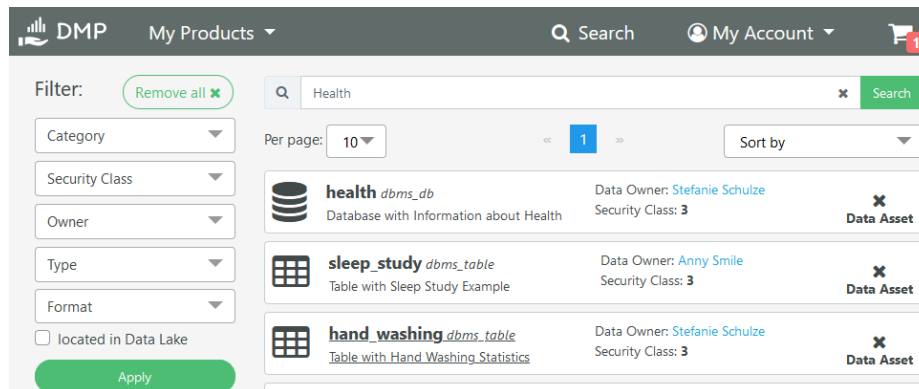 DMP My Products Search My Account 1
Filter: Remove all
Category
Security Class
Owner
Type
Format
located in Data Lake
Apply
Health Search
Per page: 10 « 1 » Sort by
health dbms_db
Database with Information about Health
Data Owner: Stefanie Schulze
Security Class: 3
Data Asset
sleep_study dbms_table
Table with Sleep Study Example
Data Owner: Anny Smile
Security Class: 3
Data Asset
hand_washing dbms_table
Table with Hand Washing Statistics
Data Owner: Stefanie Schulze
Security Class: 3
Data Asset